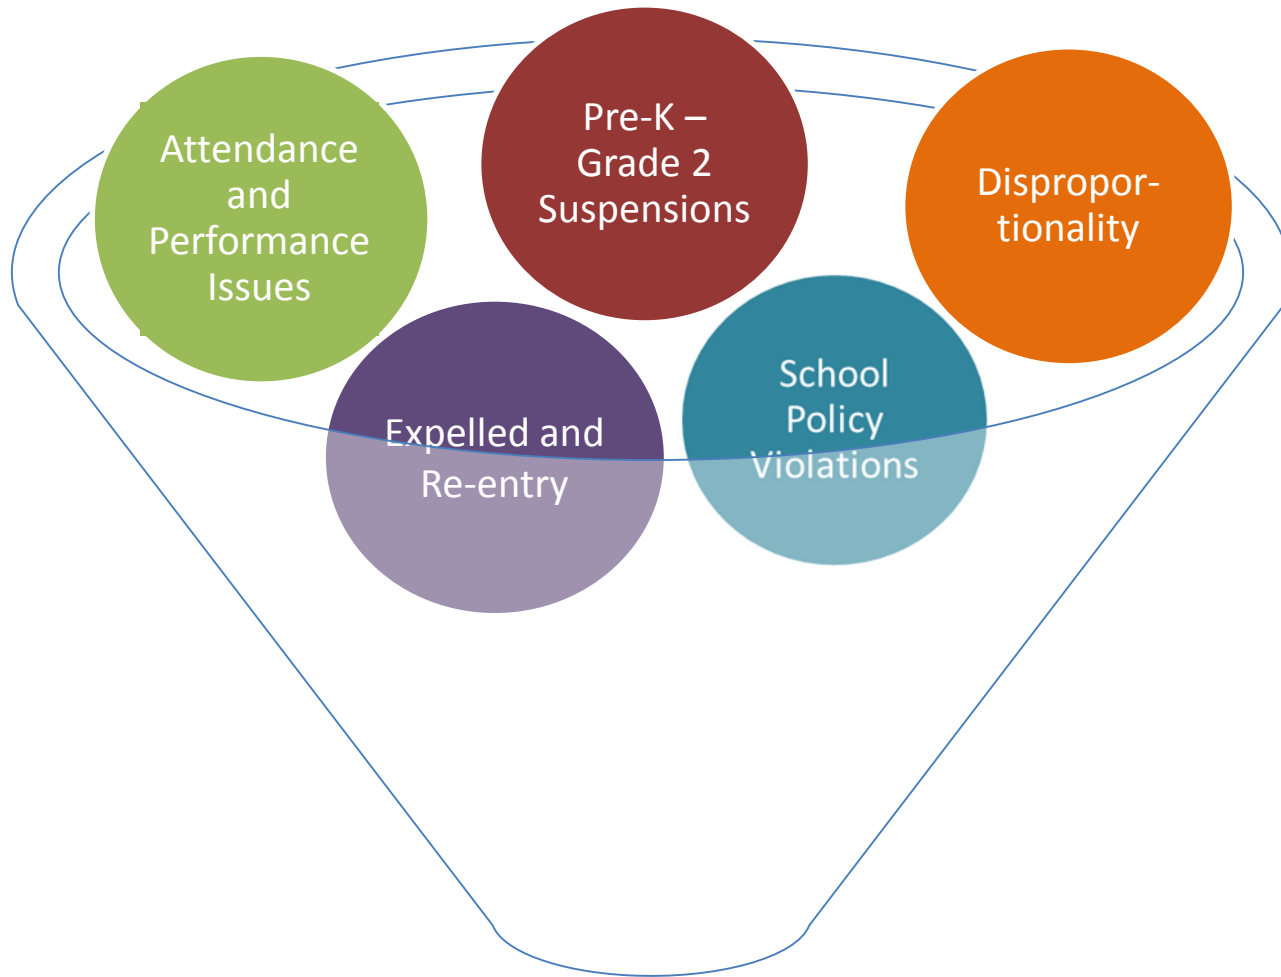 Attendance
and
Performance
Issues
Pre-K –
Grade 2
Suspensions
Dispropor-
tionality
Expelled and
Re-entry
School
Policy
Violations